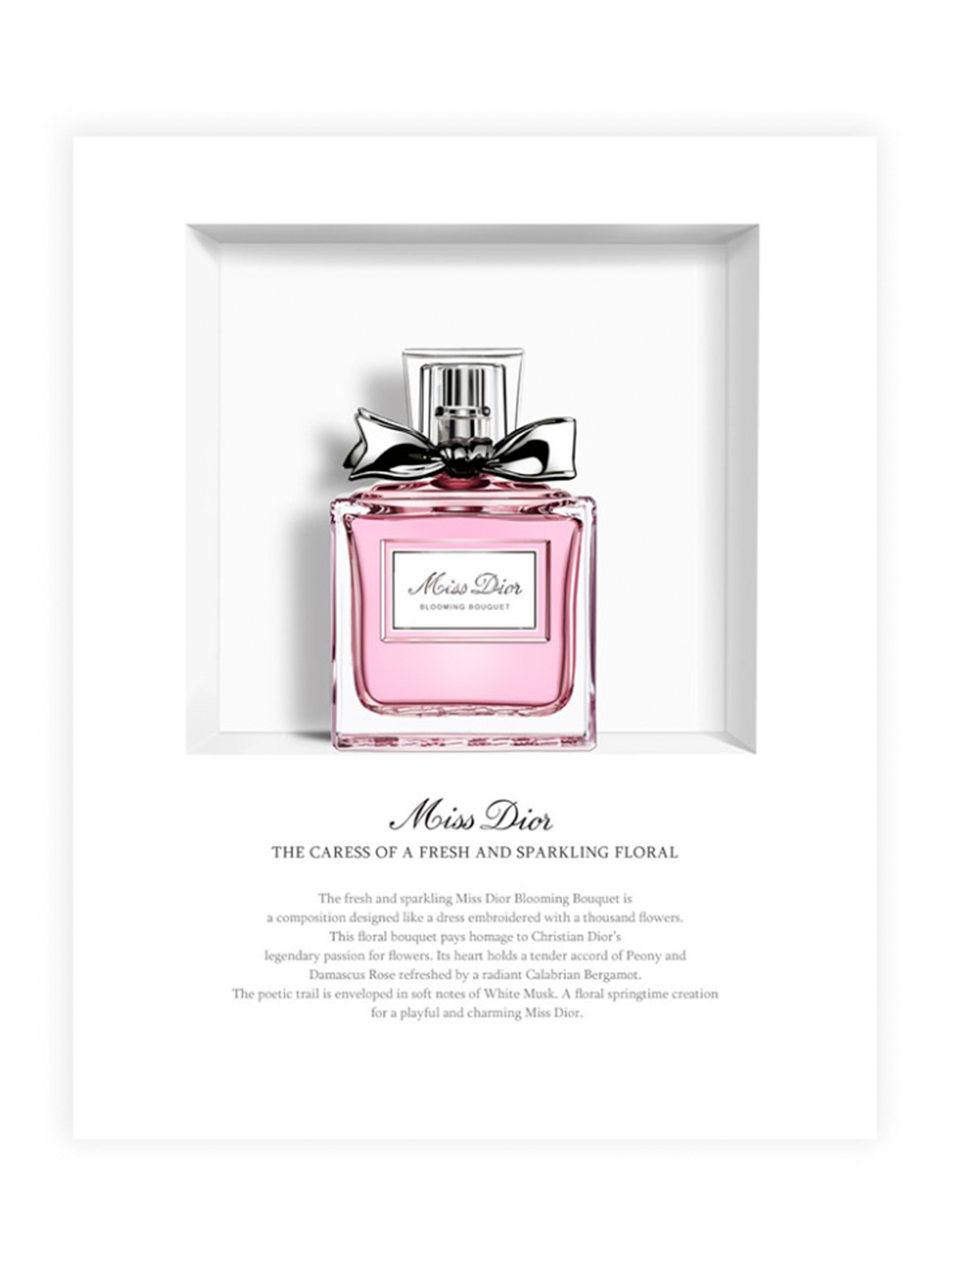 Miss Dior
BLOOMING BOUQUET
Miss Dior
THE CARESS OF A FRESH AND SPARKLING FLORAL
The fresh and sparkling Miss Dior Blooming Bouquet is
a composition designed like a dress embroidered with a thousand flowers.
This floral bouquet pays homage to Christian Dior's
legendary passion for flowers. Its heart holds a tender accord of Peony and
Damascus Rose refreshed by a radiant Calabrian Bergamot.
The poetic trail is enveloped in soft notes of White Musk. A floral springtime creation
for a playful and charming Miss Dior.